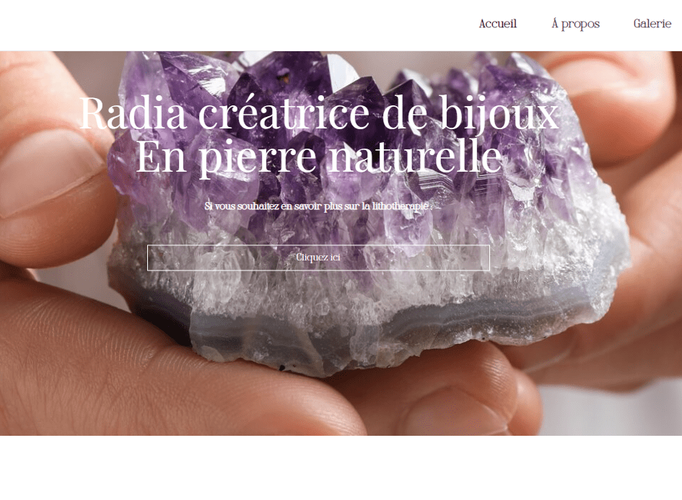 Accueil À propos Galerie
Radia créatrice de bijoux
En pierre naturelle
Si vous souhaitez en savoir plus sur la lithothérapie :
Cliquez ici